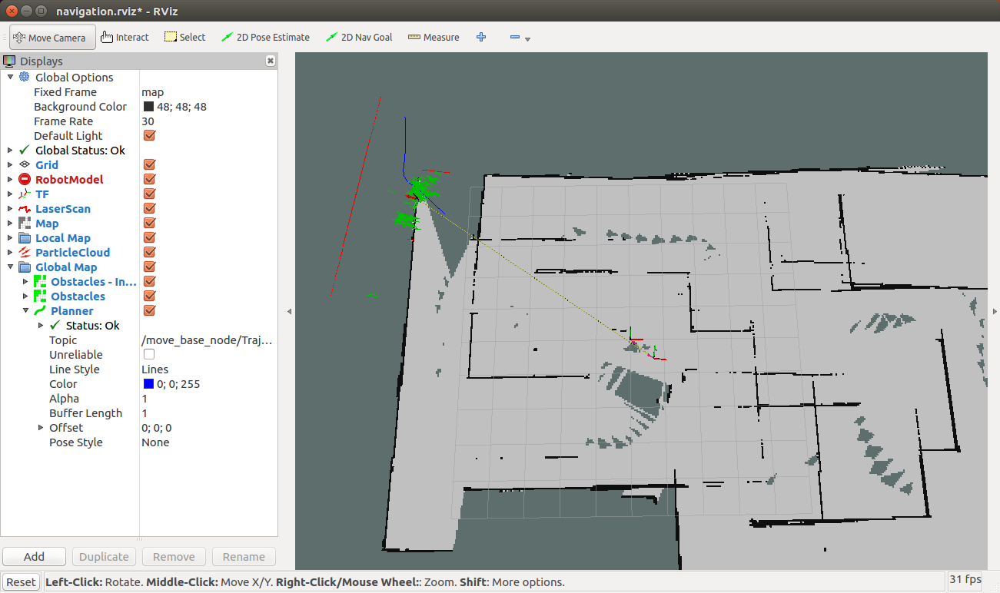 navigation.rviz* - RViz
Move Camera Interact Select 2D Pose Estimate 2D Nav Goal Measure
Displays
Global Options
Fixed Frame map
Background Color 48; 48; 48
Frame Rate 30
Default Light
Global Status: Ok
Grid
RobotModel
TF
LaserScan
Map
Local Map
ParticleCloud
Global Map
Obstacles - In...
Obstacles
Planner
Status: Ok
Topic /move_base_node/Traj...
Unreliable
Line Style Lines
Color 0; 0; 255
Alpha 1
Buffer Length 1
Offset 0; 0; 0
Pose Style None
Add Duplicate Remove Rename
Reset Left-Click: Rotate. Middle-Click: Move X/Y. Right-Click/Mouse Wheel:: Zoom. Shift: More options. 31 fps